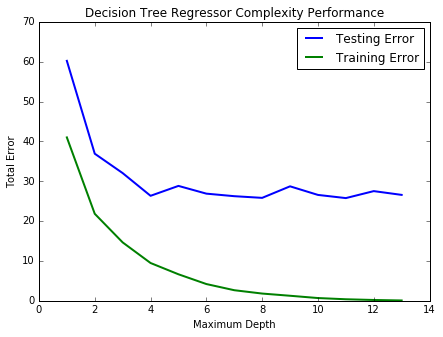 Decision Tree Regressor Complexity Performance
Testing Error
Training Error
Total Error
70
60
50
40
30
20
10
0
0 2 4 6 8 10 12 14
Maximum Depth